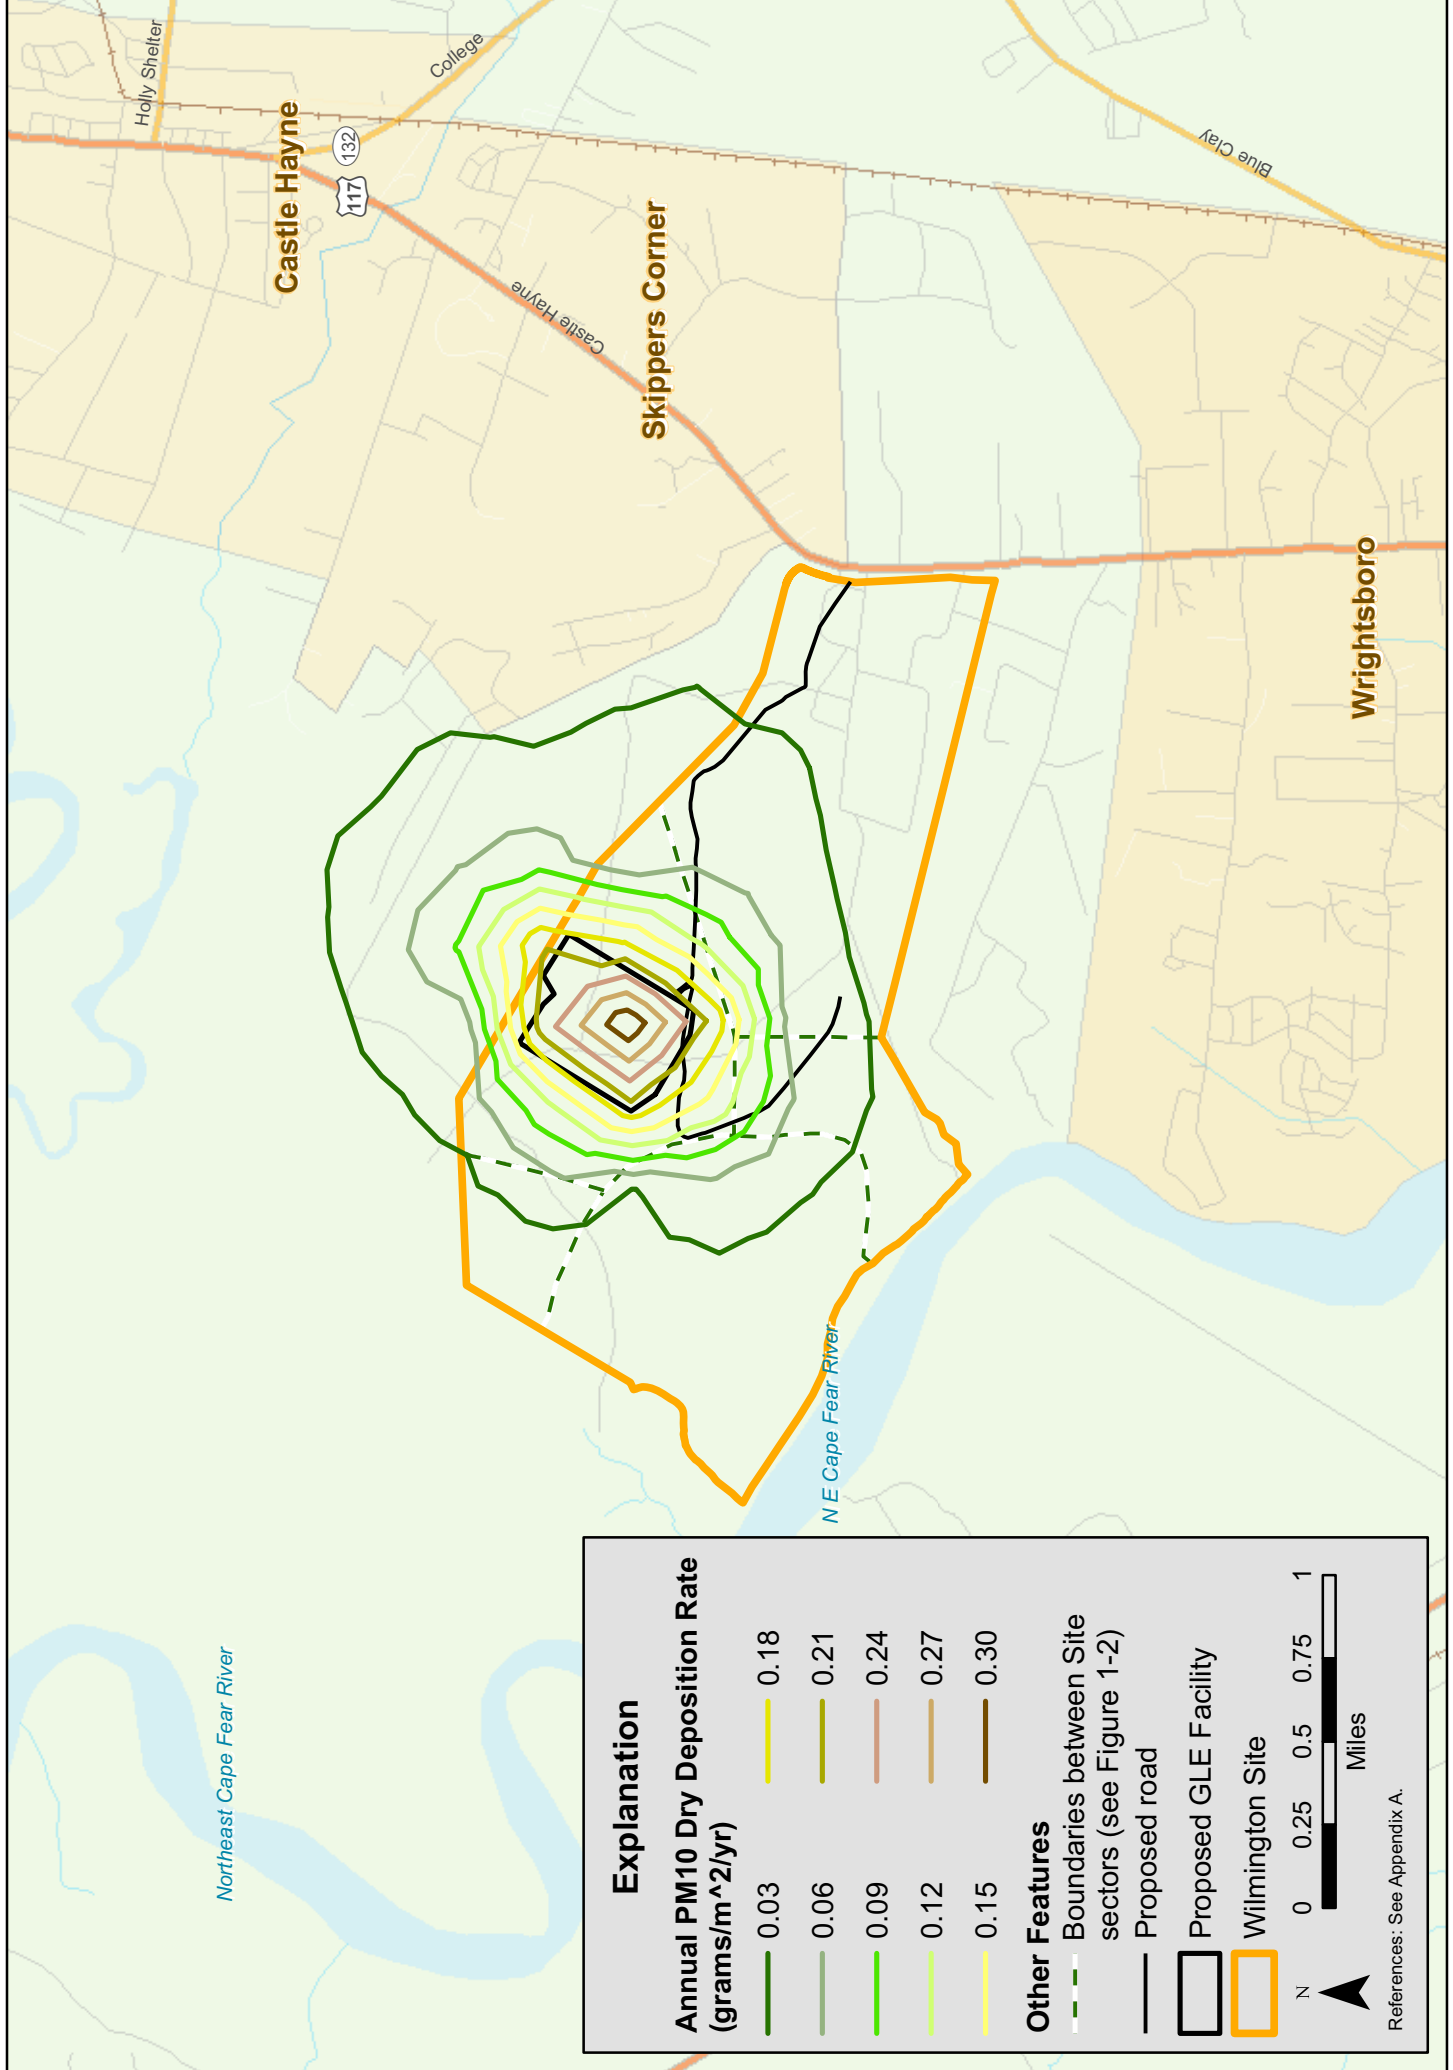 Holly Shelter
College
Castle Hayne
132
117
Castle Hayne
Skippers Corner
Blue Clay
Wrightsboro
N E Cape Fear River
Northeast Cape Fear River
Explanation
Annual PM10 Dry Deposition Rate
(grams/m^2/yr)
0.03 0.18
0.06 0.21
0.09 0.24
0.12 0.27
0.15 0.30
Other Features
Boundaries between Site
sectors (see Figure 1-2)
Proposed road
Proposed GLE Facility
Wilmington Site
N
0 0.25 0.5 0.75 1
Miles
References: See Appendix A.